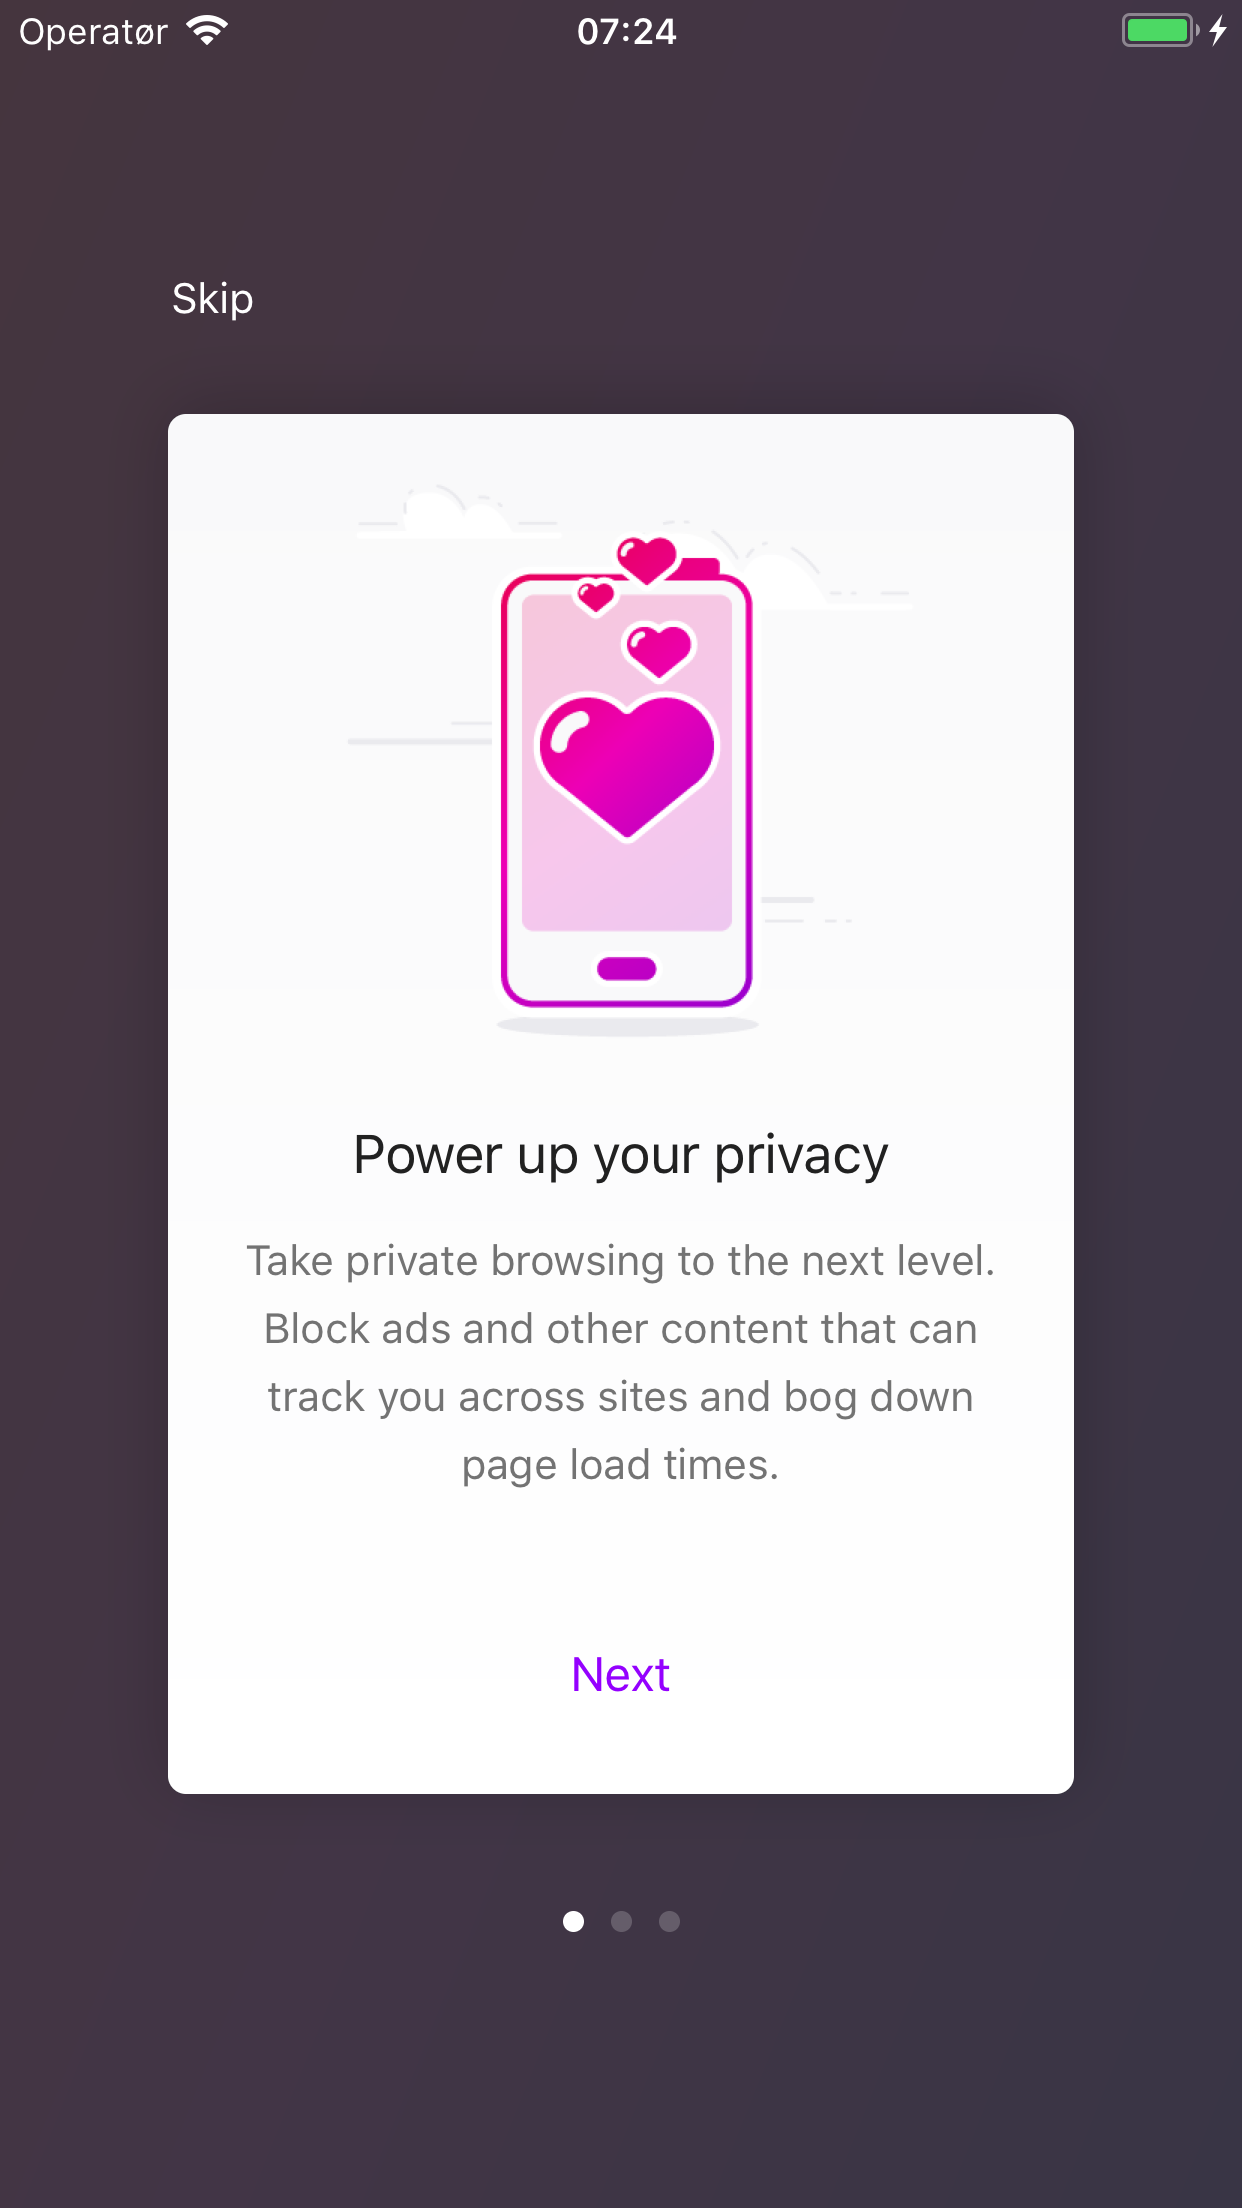 Operatør
07:24
Skip
Power up your privacy
Take private browsing to the next level.
Block ads and other content that can
track you across sites and bog down
page load times.
Next